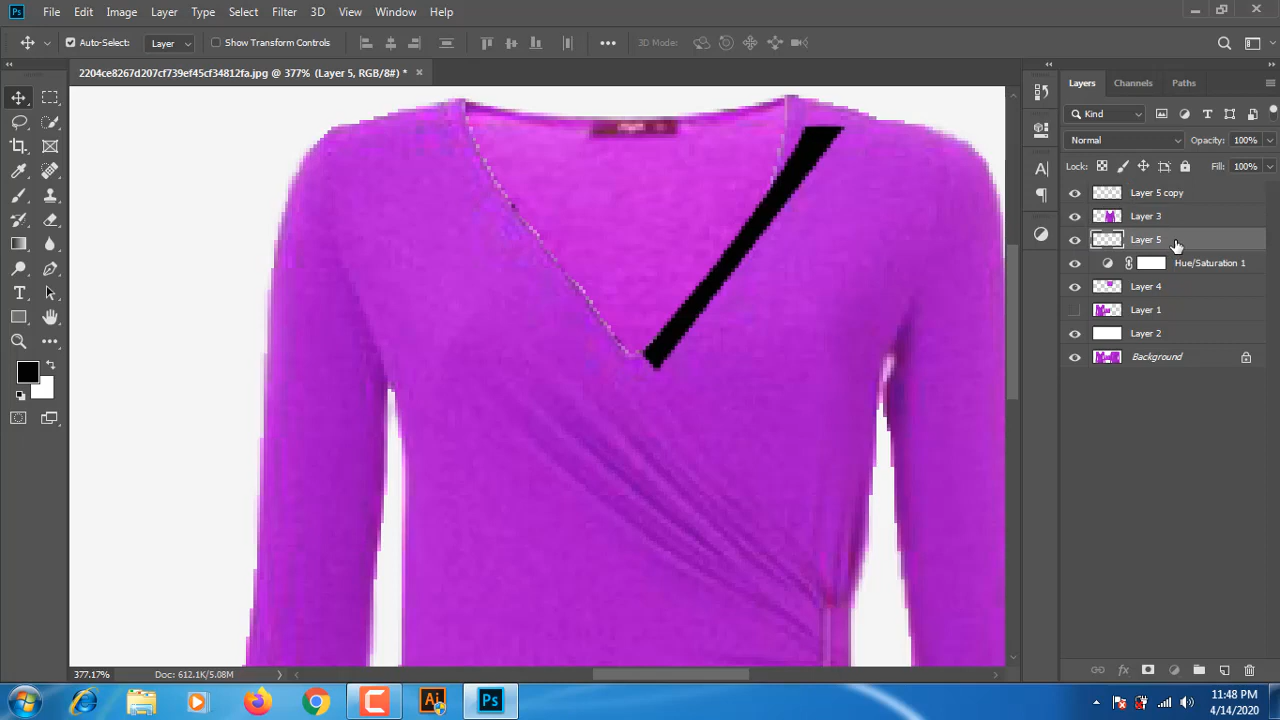 Ps File Edit Image Layer Type Select Filter 3D View Window Help
Auto-Select: Layer Show Transform Controls 3D Mode:
2204ce8267d207cf739ef45cf34812fa.jpg @ 377% (Layer 5, RGB/8#) *
Layers Channels Paths
Kind
Normal Opacity: 100%
Lock: Fill: 100%
Layer 5 copy
Layer 3
Layer 5
Hue/Saturation 1
Layer 4
Layer 1
Layer 2
Background
377.17% Doc: 612.1K/5.08M
Ai Ps
11:48 PM
4/14/2020